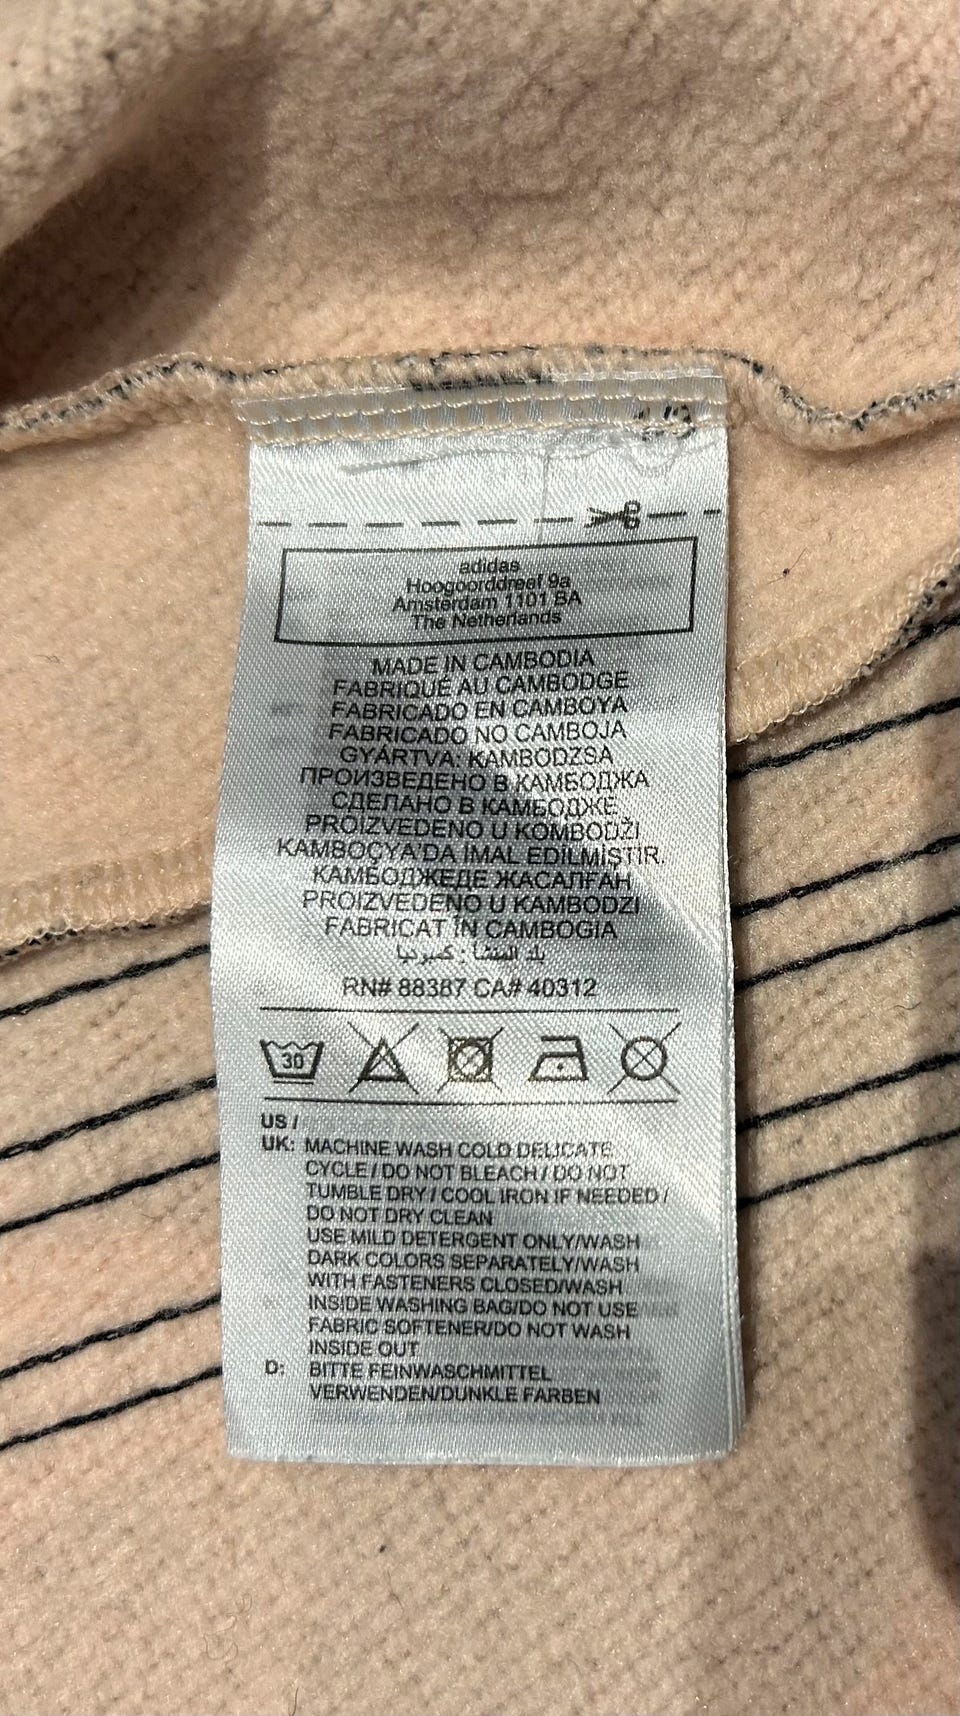 adidas
Hoogoorddreef 9a
Amsterdam 1101 BA
The Netherlands
MADE IN CAMBODIA
FABRIQUÉ AU CAMBODGE
FABRICADO EN CAMBOYA
FABRICADO NO CAMBOJA
GYÁRTVA: KAMBODZSA
ПРОИЗВЕДЕНО В КАМБОДЖА
СДЕЛАНО В КАМБОДЖЕ
PROIZVEDENO U KOMBODŽI
KAMBOÇYA'DA İMAL EDİLMİŞTİR.
КАМБОДЖЕДЕ ЖАСАЛҒАН
PROIZVEDENO U KAMBODZI
FABRICAT ÎN CAMBOGIA
بلد المنشأ : كمبوديا
RN# 88387 CA# 40312
30
US /
UK: MACHINE WASH COLD DELICATE
CYCLE / DO NOT BLEACH / DO NOT
TUMBLE DRY / COOL IRON IF NEEDED /
DO NOT DRY CLEAN
USE MILD DETERGENT ONLY/WASH
DARK COLORS SEPARATELY/WASH
WITH FASTENERS CLOSED/WASH
INSIDE WASHING BAG/DO NOT USE
FABRIC SOFTENER/DO NOT WASH
INSIDE OUT
D: BITTE FEINWASCHMITTEL
VERWENDEN/DUNKLE FARBEN